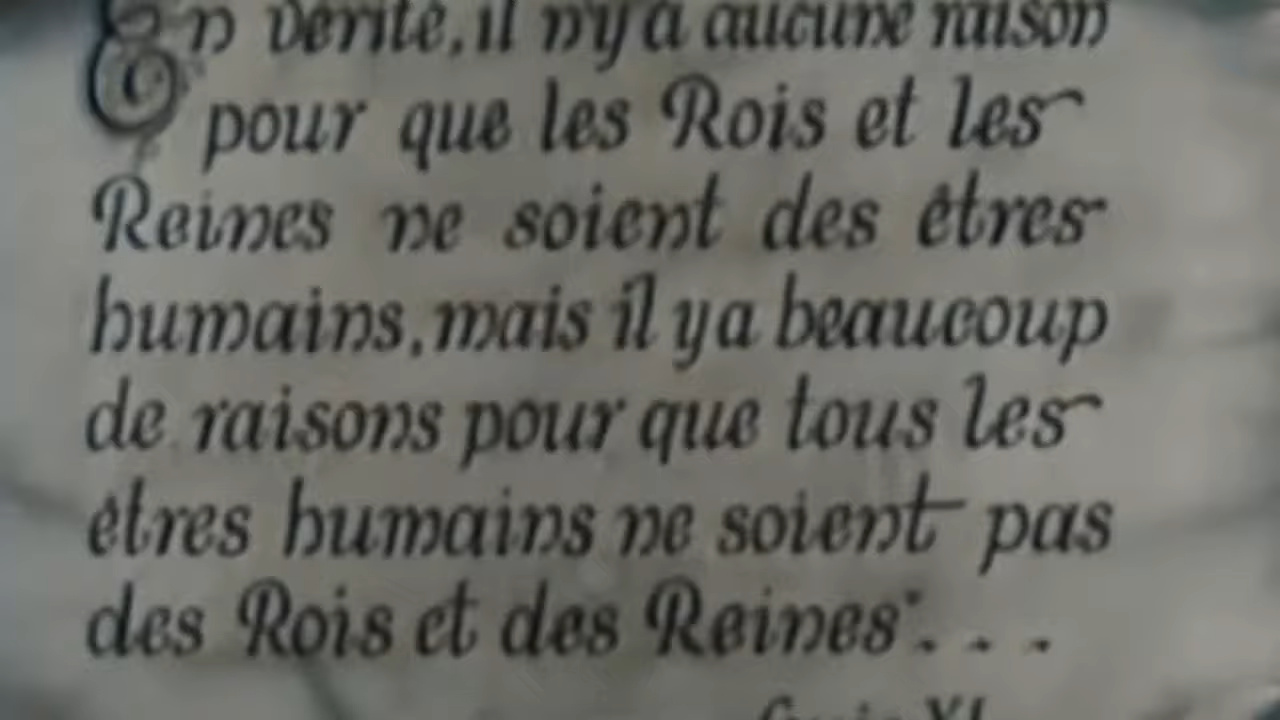 En vérité, il n'y a aucune raison
pour que les Rois et les
Reines ne soient des êtres
humains, mais il y a beaucoup
de raisons pour que tous les
êtres humains ne soient pas
des Rois et des Reines...